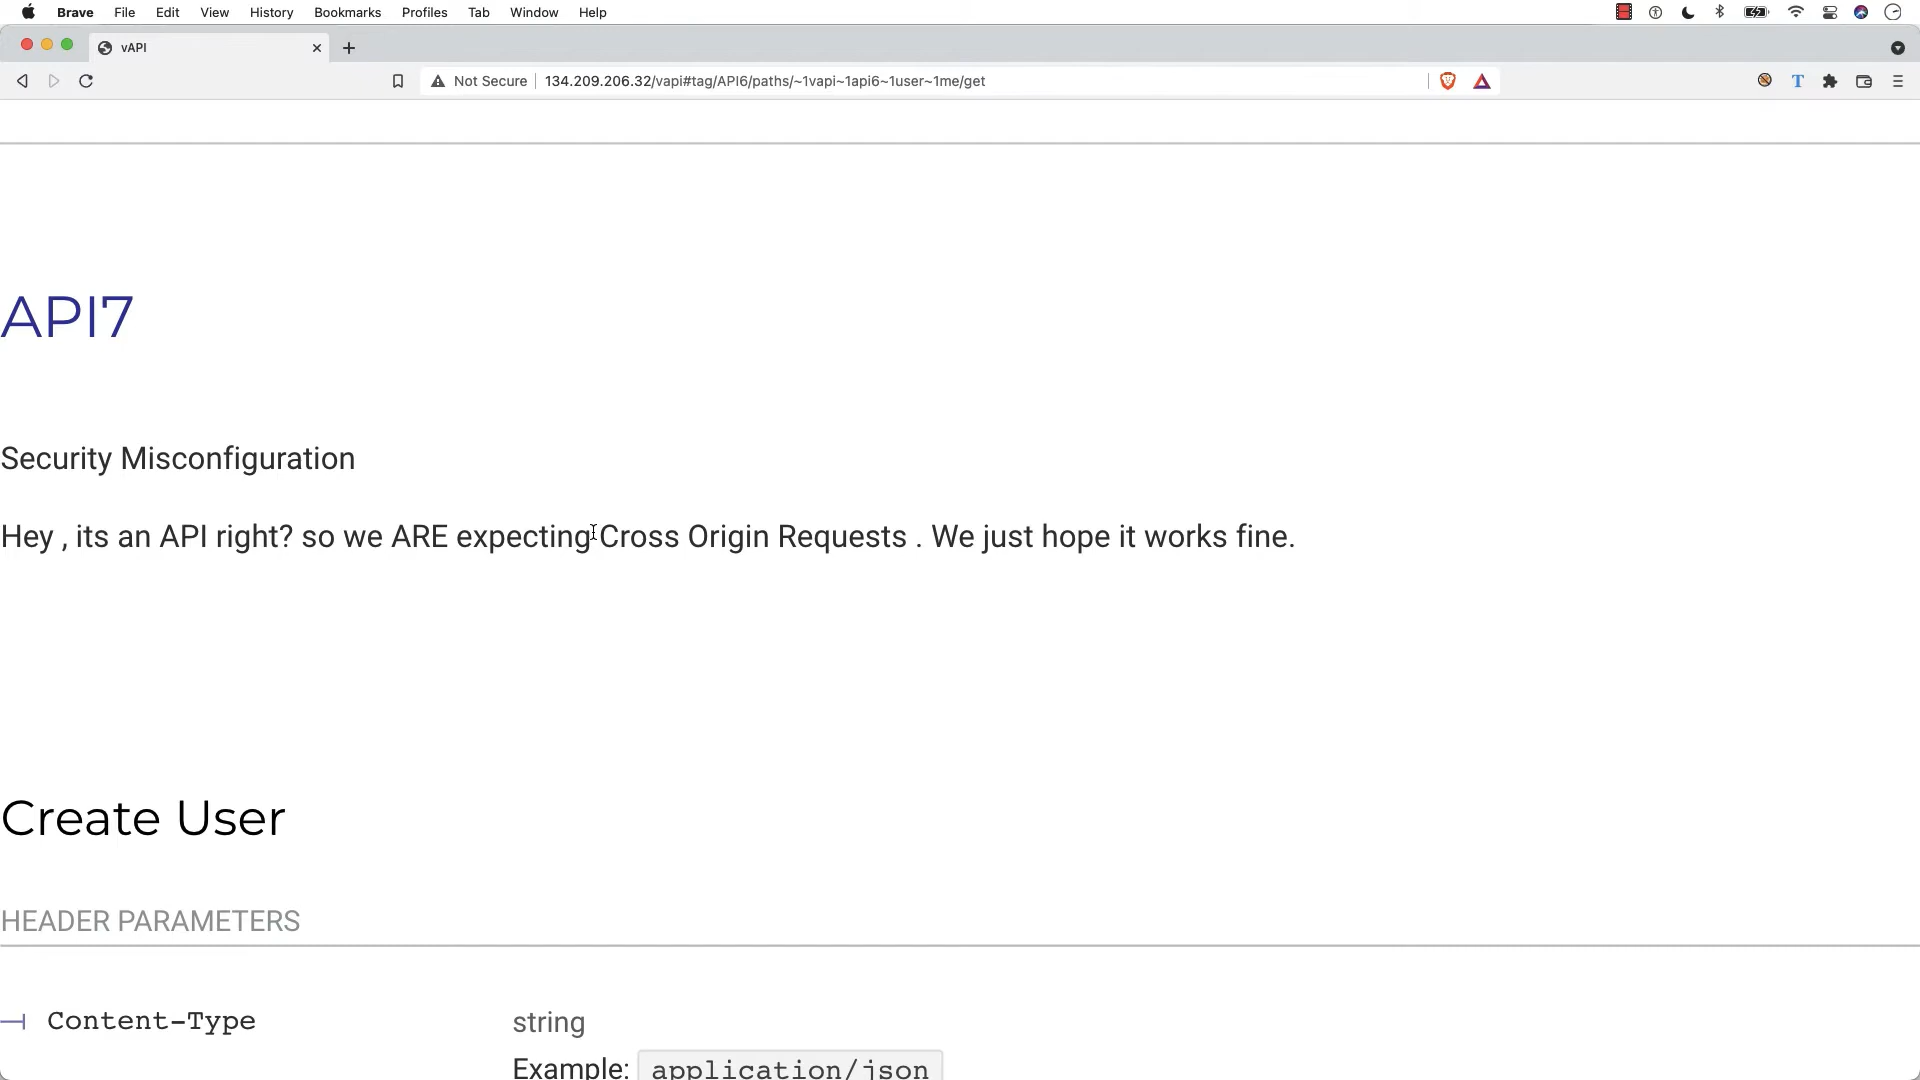 Brave File Edit View History Bookmarks Profiles Tab Window Help
vAPI
Not Secure 134.209.206.32/vapi#tag/API6/paths/~1vapi~1api6~1user~1me/get
API7
Security Misconfiguration
Hey , its an API right? so we ARE expecting Cross Origin Requests . We just hope it works fine.
Create User
HEADER PARAMETERS
Content-Type string
Example: application/json